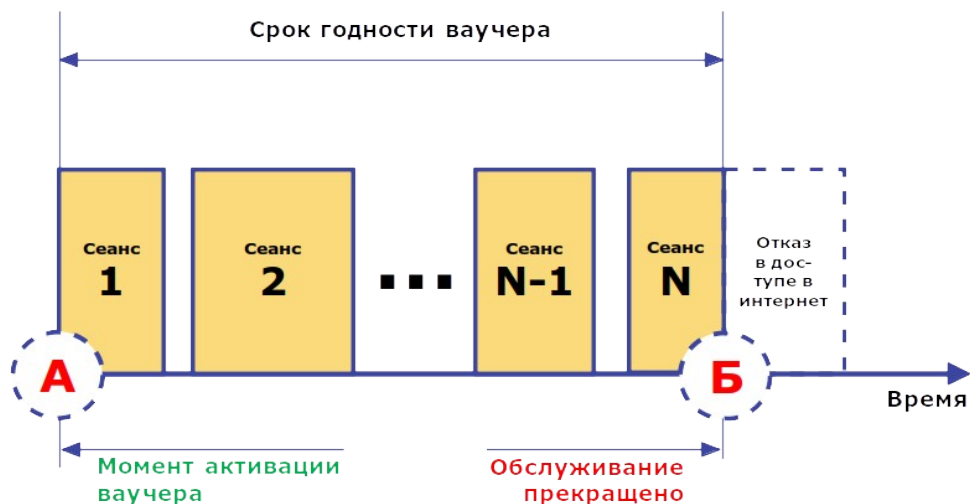 Срок годности ваучера
Сеанс
1
Сеанс
2
...
Сеанс
N-1
Сеанс
N
Отказ
в дос-
тупе в
интернет
А
Б
Время
Момент активации
ваучера
Обслуживание
прекращено